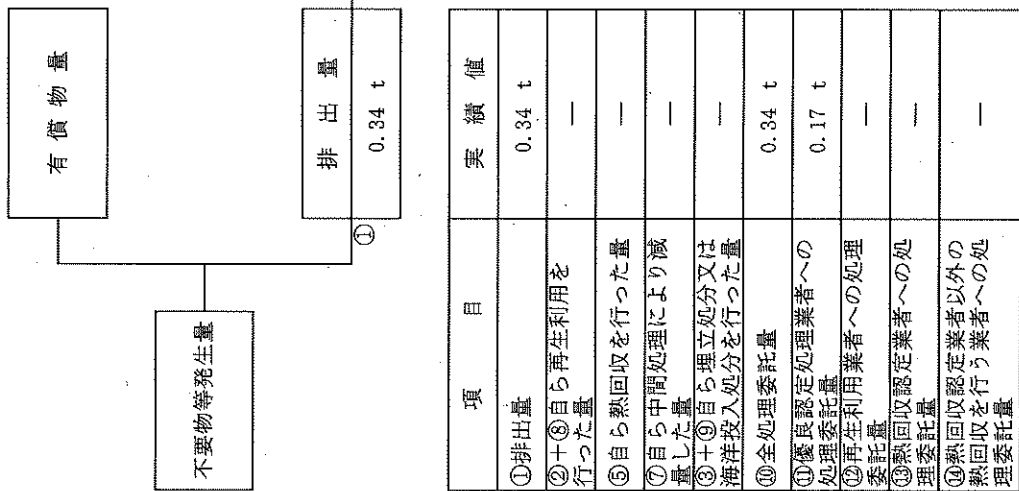 有償物量
不要物等発生量
排出量
0.34 t
①
項目
実績値
①排出量
0.34 t
②+⑧自ら再生利用を
行った量
—
⑤自ら熱回収を行った量
—
⑦自ら中間処理により減
量した量
—
③+⑨自ら埋立処分又は
海洋投入処分を行った量
—
⑩全処理委託量
0.34 t
⑪優良認定処理業者への
処理委託量
0.17 t
⑫再生利用業者への処理
委託量
—
⑬熱回収認定業者への処
理委託量
—
⑭熱回収認定業者以外の
熱回収を行う業者への処
理委託量
—